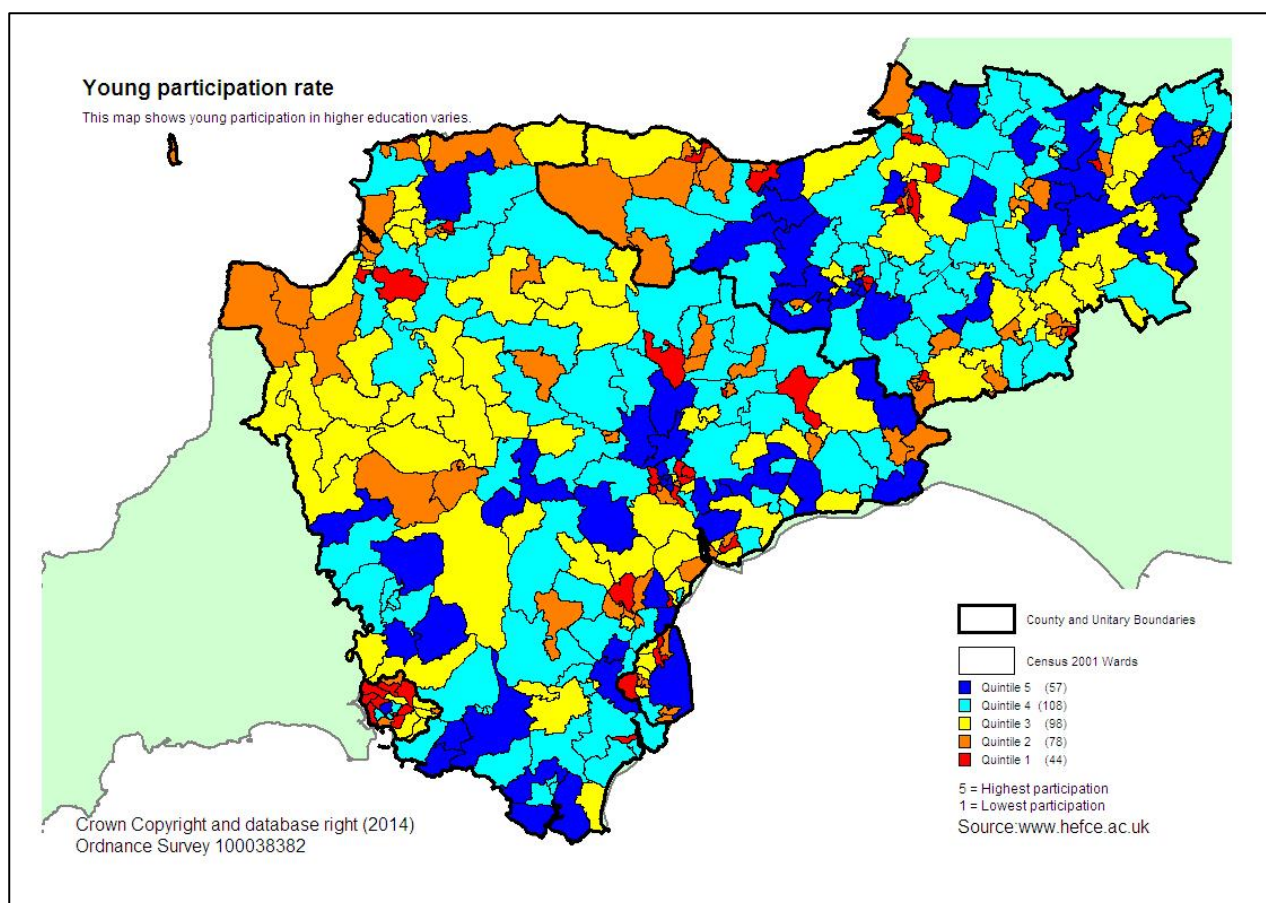 Young participation rate
This map shows young participation in higher education varies.
County and Unitary Boundaries
Census 2001 Wards
Quintile 5 (57)
Quintile 4 (108)
Quintile 3 (98)
Quintile 2 (78)
Quintile 1 (44)
5 = Highest participation
1 = Lowest participation
Source:www.hefce.ac.uk
Crown Copyright and database right (2014)
Ordnance Survey 100038382